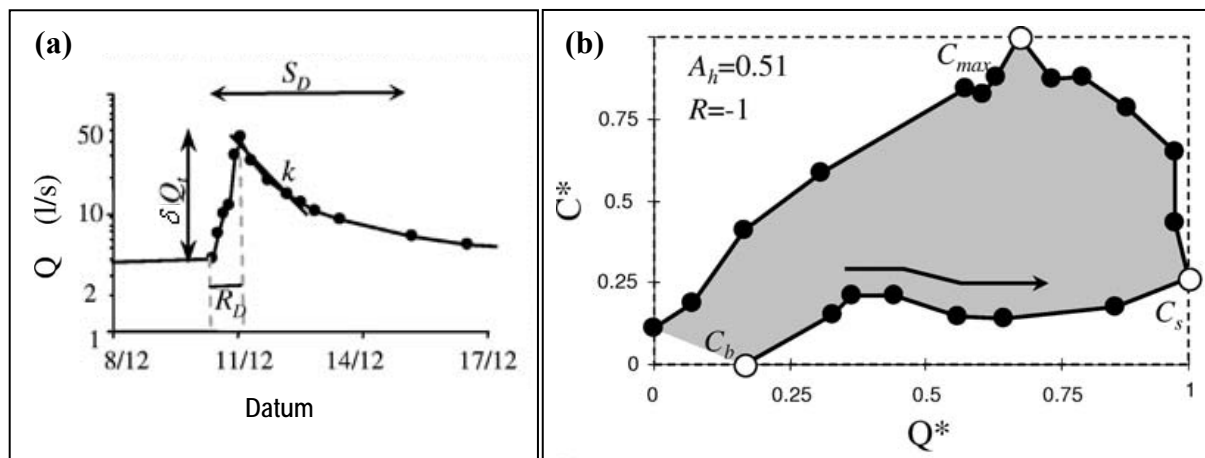 (a)
S_D
50
k
δQ_t
Q (l/s)
10
2
R_D
1
8/12 11/12 14/12 17/12
Datum
(b)
C_max
A_h=0.51
R=-1
0.75
C*
0.5
0.25
C_b
C_s
0
0 0.25 0.5 0.75 1
Q*